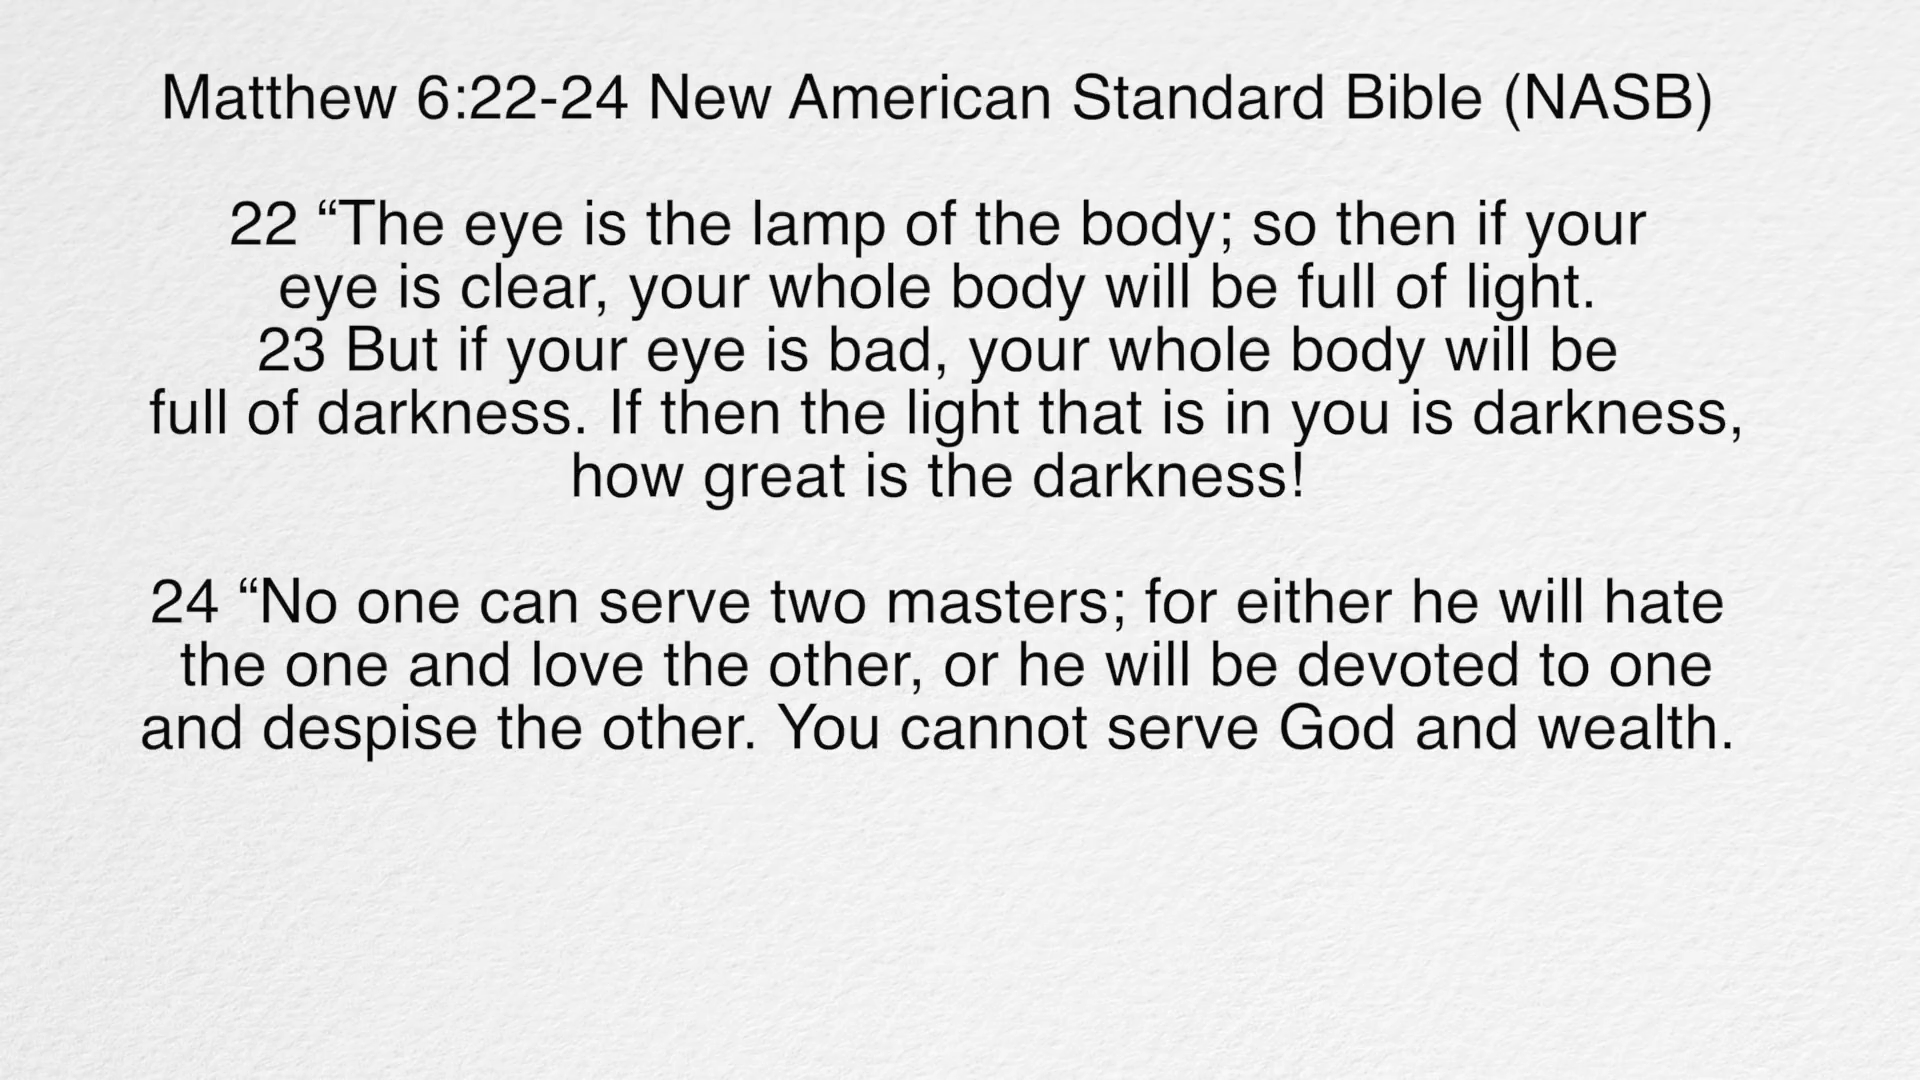 Matthew 6:22-24 New American Standard Bible (NASB)
22 “The eye is the lamp of the body; so then if your
eye is clear, your whole body will be full of light.
23 But if your eye is bad, your whole body will be
full of darkness. If then the light that is in you is darkness,
how great is the darkness!
24 “No one can serve two masters; for either he will hate
the one and love the other, or he will be devoted to one
and despise the other. You cannot serve God and wealth.